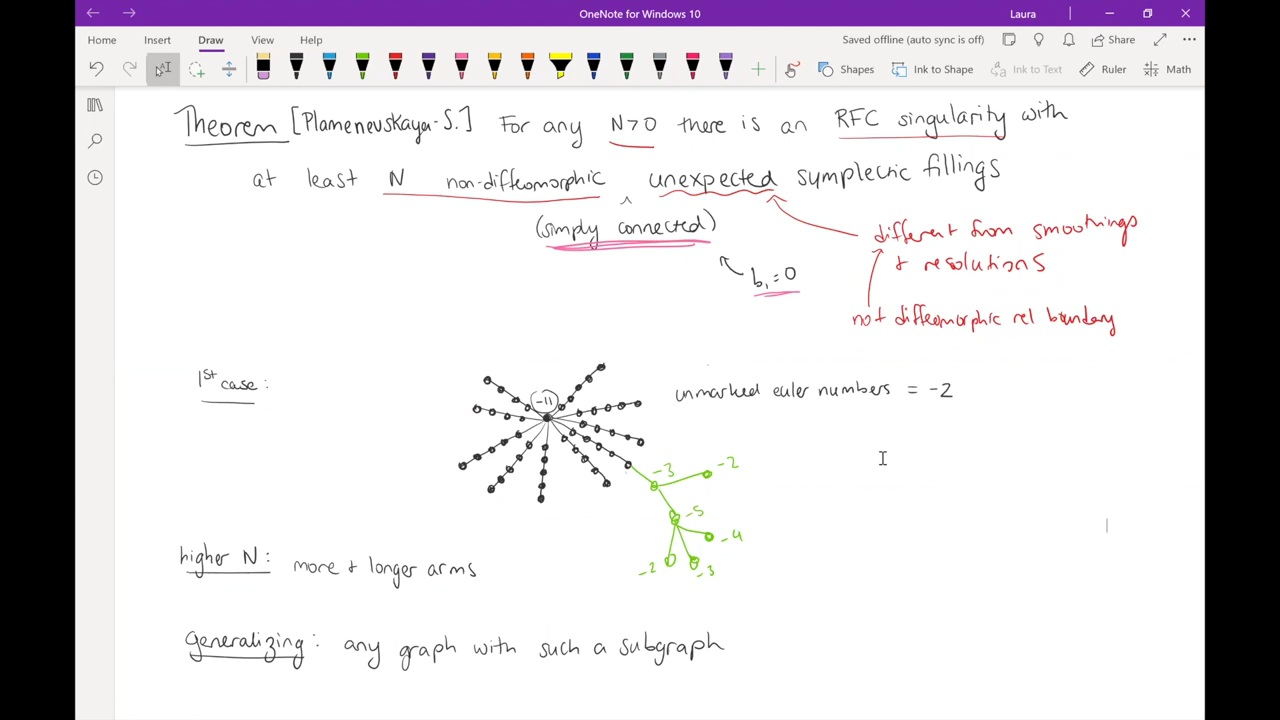 OneNote for Windows 10
Laura
Home Insert Draw View Help
Saved offline (auto sync is off) Share
Shapes Ink to Shape Ink to Text Ruler Math
Theorem [Plamenevskaya-S.] For any N>0 there is an RFC singularity with
at least N non-diffeomorphic ^ unexpected symplectic fillings
(simply connected)
different from smoothings
+ resolutions
b₁=0
not diffeomorphic rel boundary
1st case:
-11
unmarked euler numbers = -2
-3 -2
-5
-4
-2 -3
higher N: more + longer arms
generalizing: any graph with such a subgraph